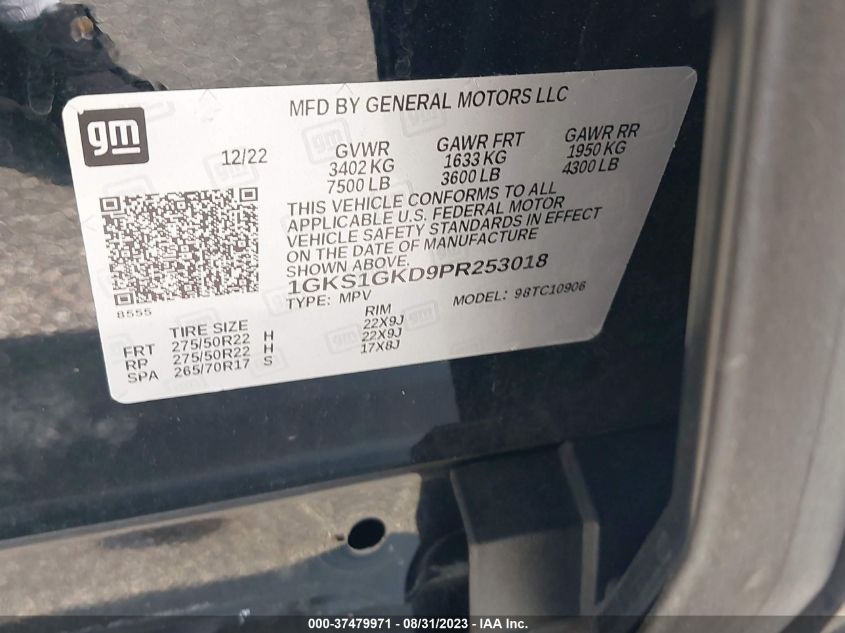 MFD BY GENERAL MOTORS LLC
gm
12/22
GVWR
3402 KG
7500 LB
GAWR FRT
1633 KG
3600 LB
GAWR RR
1950 KG
4300 LB
THIS VEHICLE CONFORMS TO ALL
APPLICABLE U.S. FEDERAL MOTOR
VEHICLE SAFETY STANDARDS IN EFFECT
ON THE DATE OF MANUFACTURE
SHOWN ABOVE.
1GKS1GKD9PR253018
TYPE: MPV
MODEL: 98TC10906
8555
TIRE SIZE
RIM
FRT 275/50R22 H 22X9J
RR 275/50R22 H 22X9J
SPA 265/70R17 S 17X8J
000-37479971 - 08/31/2023 - IAA Inc.